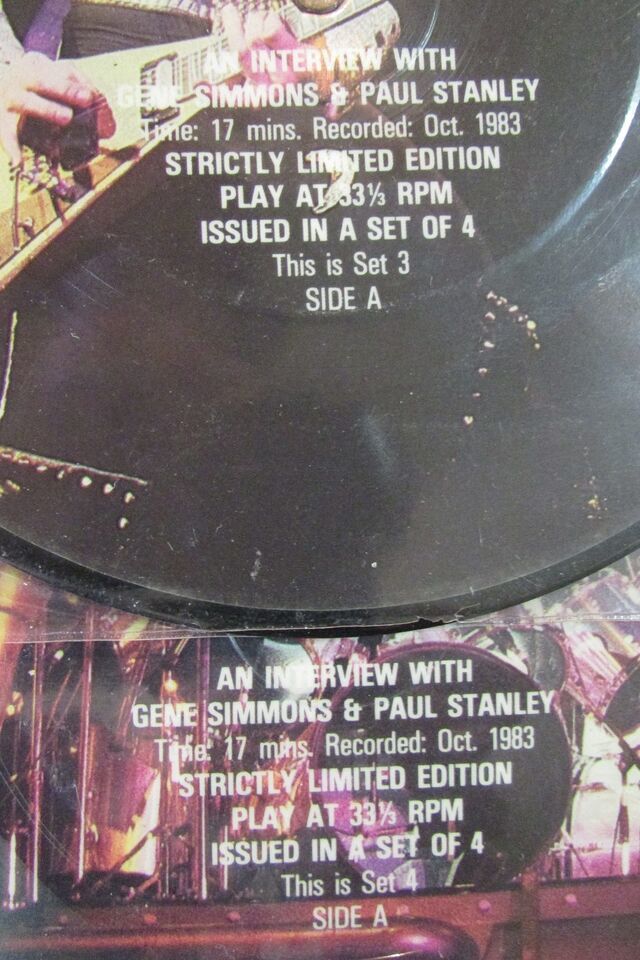 AN INTERVIEW WITH
GENE SIMMONS & PAUL STANLEY
Time: 17 mins. Recorded: Oct. 1983
STRICTLY LIMITED EDITION
PLAY AT 33⅓ RPM
ISSUED IN A SET OF 4
This is Set 3
SIDE A
AN INTERVIEW WITH
GENE SIMMONS & PAUL STANLEY
Time: 17 mins. Recorded: Oct. 1983
STRICTLY LIMITED EDITION
PLAY AT 33⅓ RPM
ISSUED IN A SET OF 4
This is Set 4
SIDE A